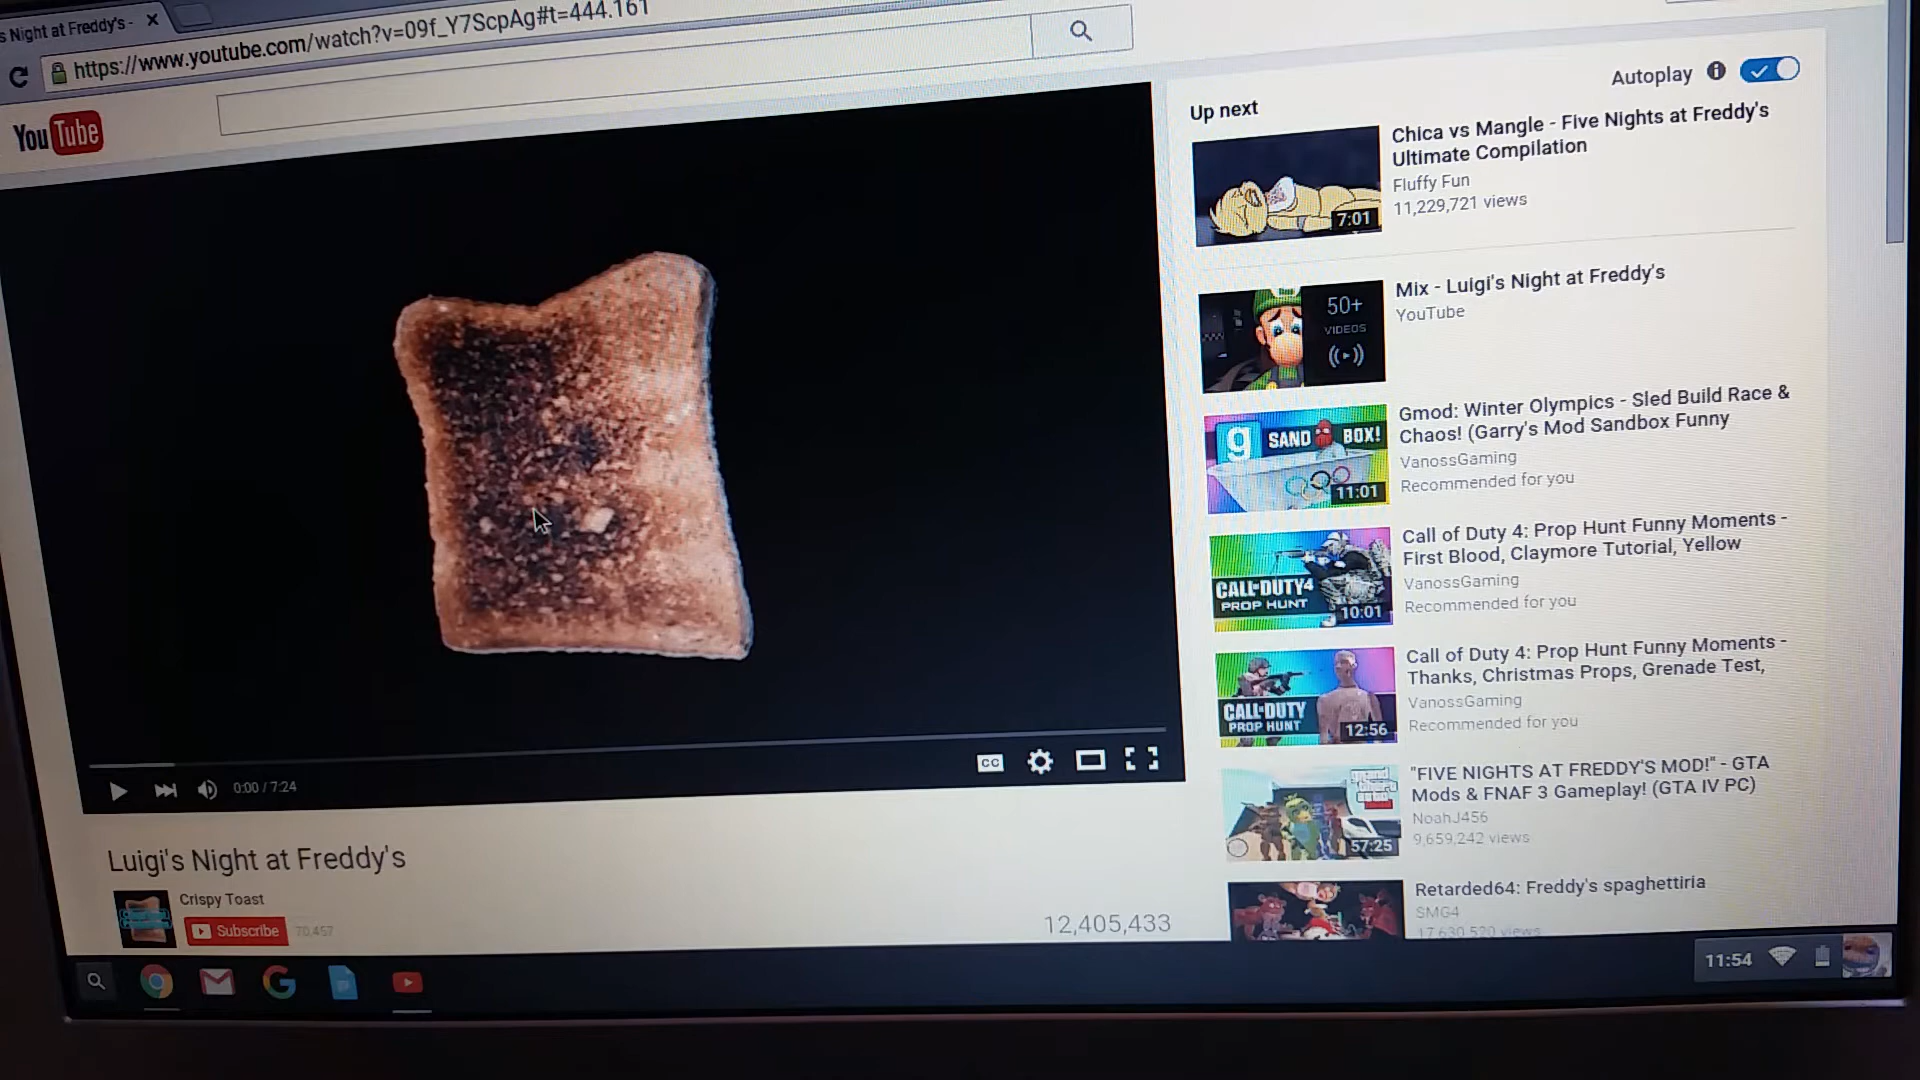 s Night at Freddy's -
https://www.youtube.com/watch?v=09f_Y7ScpAg#t=444.161
YouTube
Autoplay
Up next
Chica vs Mangle - Five Nights at Freddy's
Ultimate Compilation
Fluffy Fun
11,229,721 views
7:01
Mix - Luigi's Night at Freddy's
YouTube
50+
VIDEOS
Gmod: Winter Olympics - Sled Build Race &
Chaos! (Garry's Mod Sandbox Funny
VanossGaming
Recommended for you
g SAND BOX!
11:01
Call of Duty 4: Prop Hunt Funny Moments -
First Blood, Claymore Tutorial, Yellow
VanossGaming
Recommended for you
CALL·DUTY4
PROP HUNT
10:01
Call of Duty 4: Prop Hunt Funny Moments -
Thanks, Christmas Props, Grenade Test,
VanossGaming
Recommended for you
CALL·DUTY
PROP HUNT
12:56
"FIVE NIGHTS AT FREDDY'S MOD!" - GTA
Mods & FNAF 3 Gameplay! (GTA IV PC)
NoahJ456
9,659,242 views
57:25
Retarded64: Freddy's spaghettiria
SMG4
17,630,520 views
CC
0:00 / 7:24
Luigi's Night at Freddy's
Crispy Toast
Subscribe 70,457
12,405,433
11:54